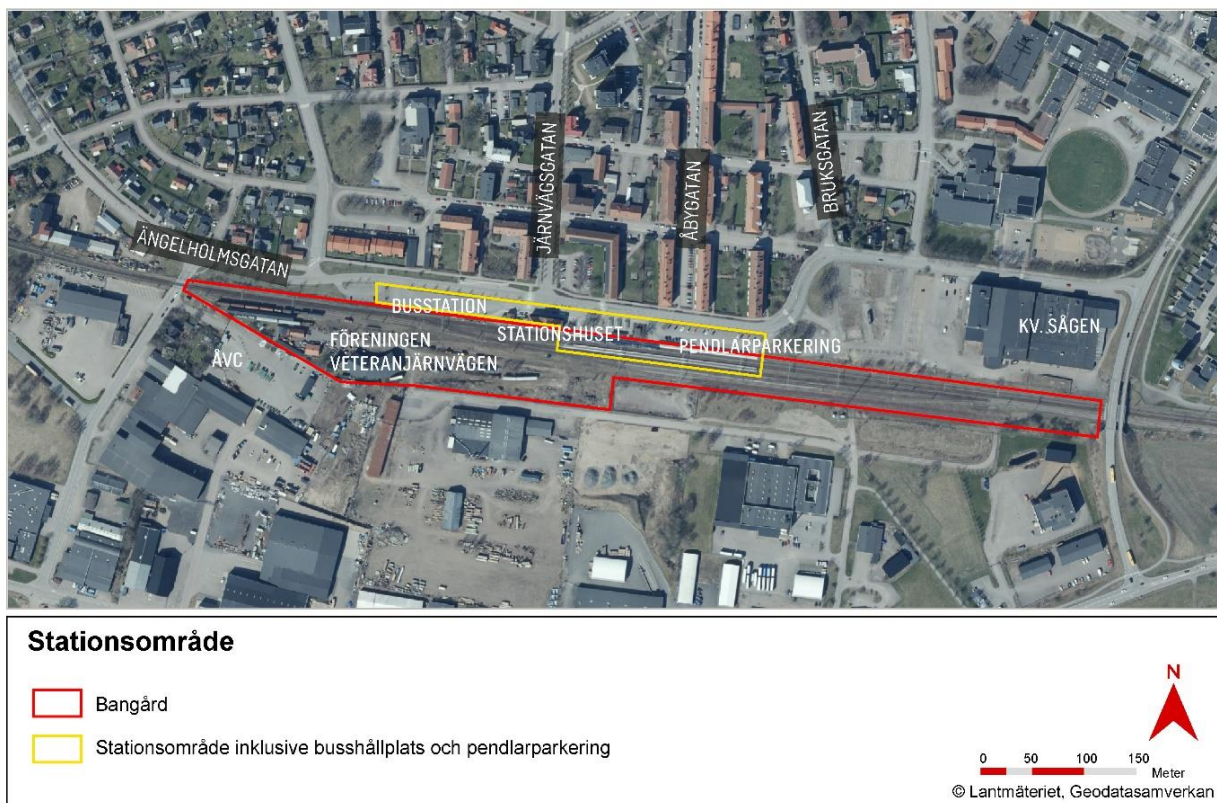 JÄRNVÄGSGATAN
ÅBYGATAN
BRUKSGATAN
ÄNGELHOLMSGATAN
BUSSTATION
STATIONSHUSET
PENDLARPARKERING
KV. SÅGEN
ÅVC
FÖRENINGEN
VETERANJÄRNVÄGEN
Stationsområde
Bangård
Stationsområde inklusive busshållplats och pendlarparkering
N
0 50 100 150
Meter
© Lantmäteriet, Geodatasamverkan